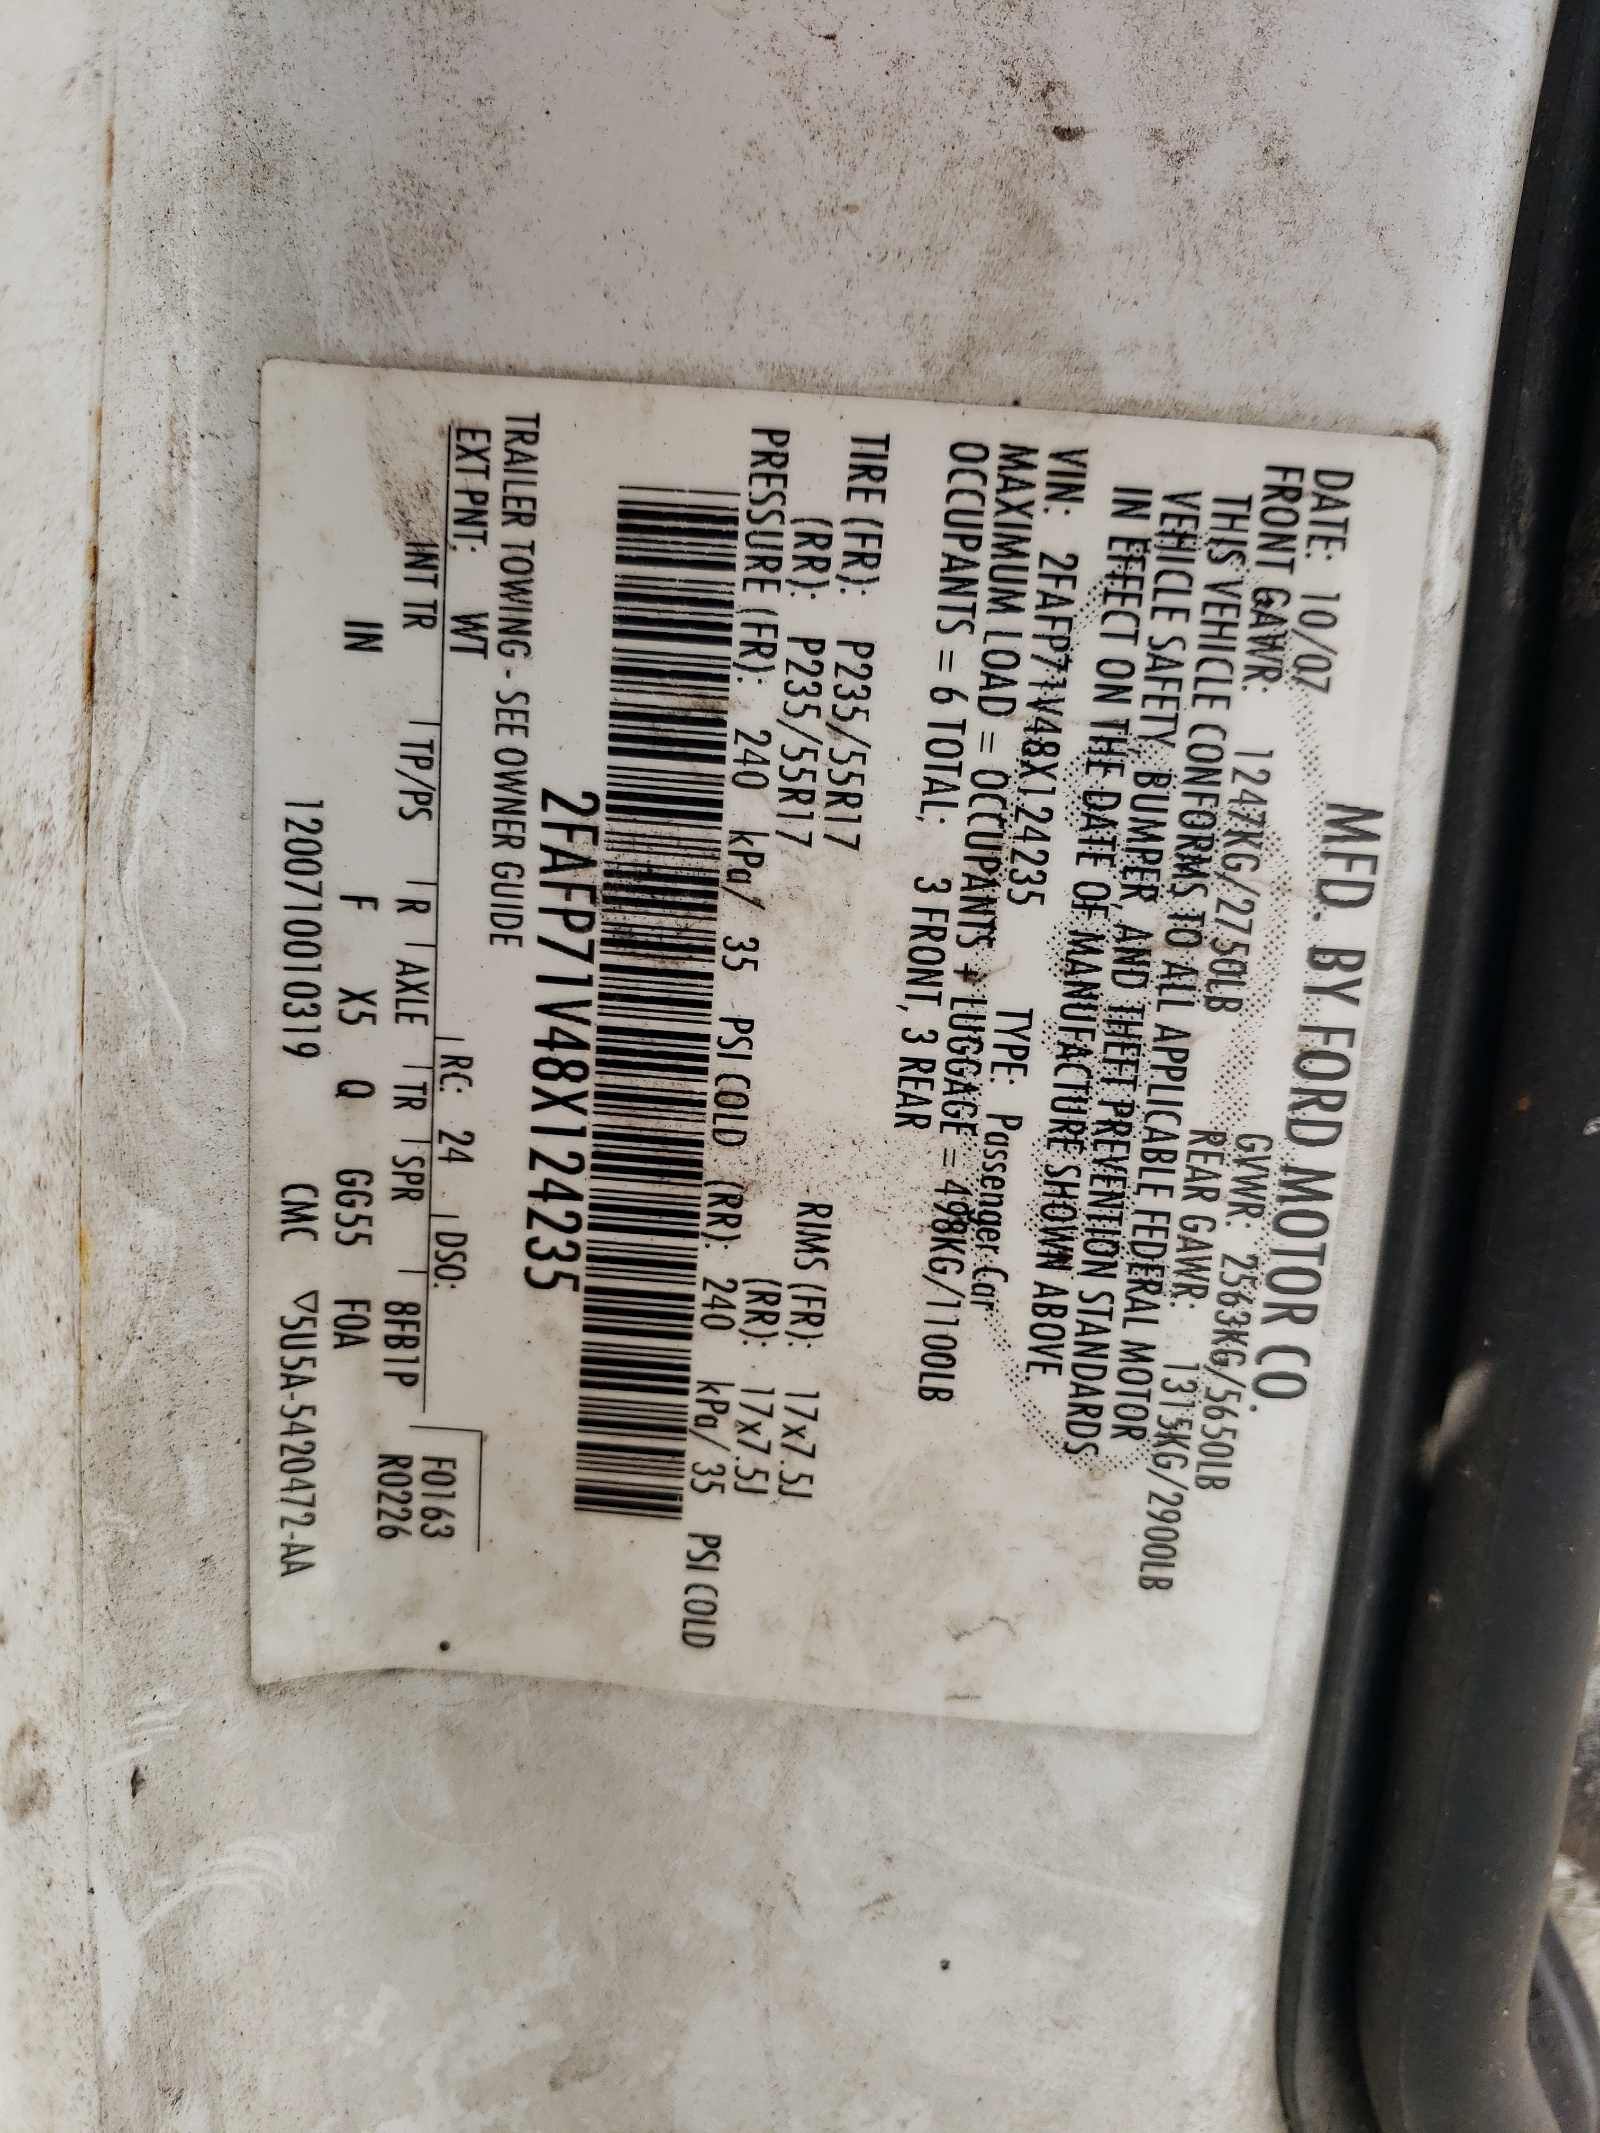 MFD. BY FORD MOTOR CO.
DATE: 10/07 GVWR: 2563KG/5650LB
FRONT GAWR: 1247KG/2750LB REAR GAWR: 1315KG/2900LB
THIS VEHICLE CONFORMS TO ALL APPLICABLE FEDERAL MOTOR
VEHICLE SAFETY, BUMPER, AND THEFT PREVENTION STANDARDS
IN EFFECT ON THE DATE OF MANUFACTURE SHOWN ABOVE.
VIN: 2FAFP71V48X124235 TYPE: Passenger Car
MAXIMUM LOAD = OCCUPANTS + LUGGAGE = 498KG/1100LB
OCCUPANTS = 6 TOTAL; 3 FRONT, 3 REAR
TIRE (FR): P235/55R17 RIMS (FR): 17x7.5J
(RR): P235/55R17 (RR): 17x7.5J
PRESSURE (FR): 240 kPa/ 35 PSI COLD (RR): 240 kPa/ 35 PSI COLD
2FAFP71V48X124235
TRAILER TOWING - SEE OWNER GUIDE
EXT PNT: WT RC: 24 DSO: F0163
INT TR TP/PS R AXLE TR SPR 8FB1P R0226
IN F X5 Q GG55 FOA
1200710010319 CMC ▽5U5A-5420472-AA